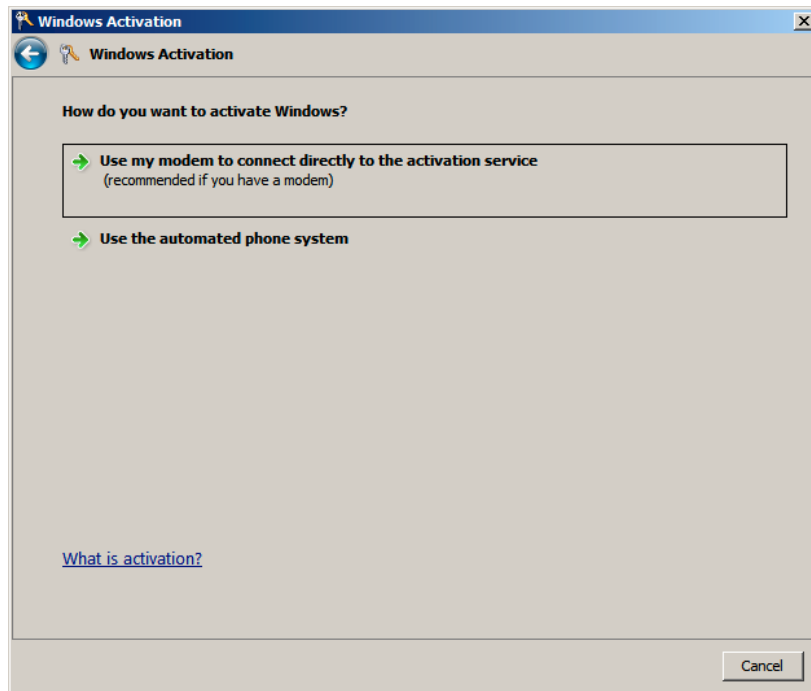 Windows Activation
Windows Activation
How do you want to activate Windows?
Use my modem to connect directly to the activation service
(recommended if you have a modem)
Use the automated phone system
What is activation?
Cancel